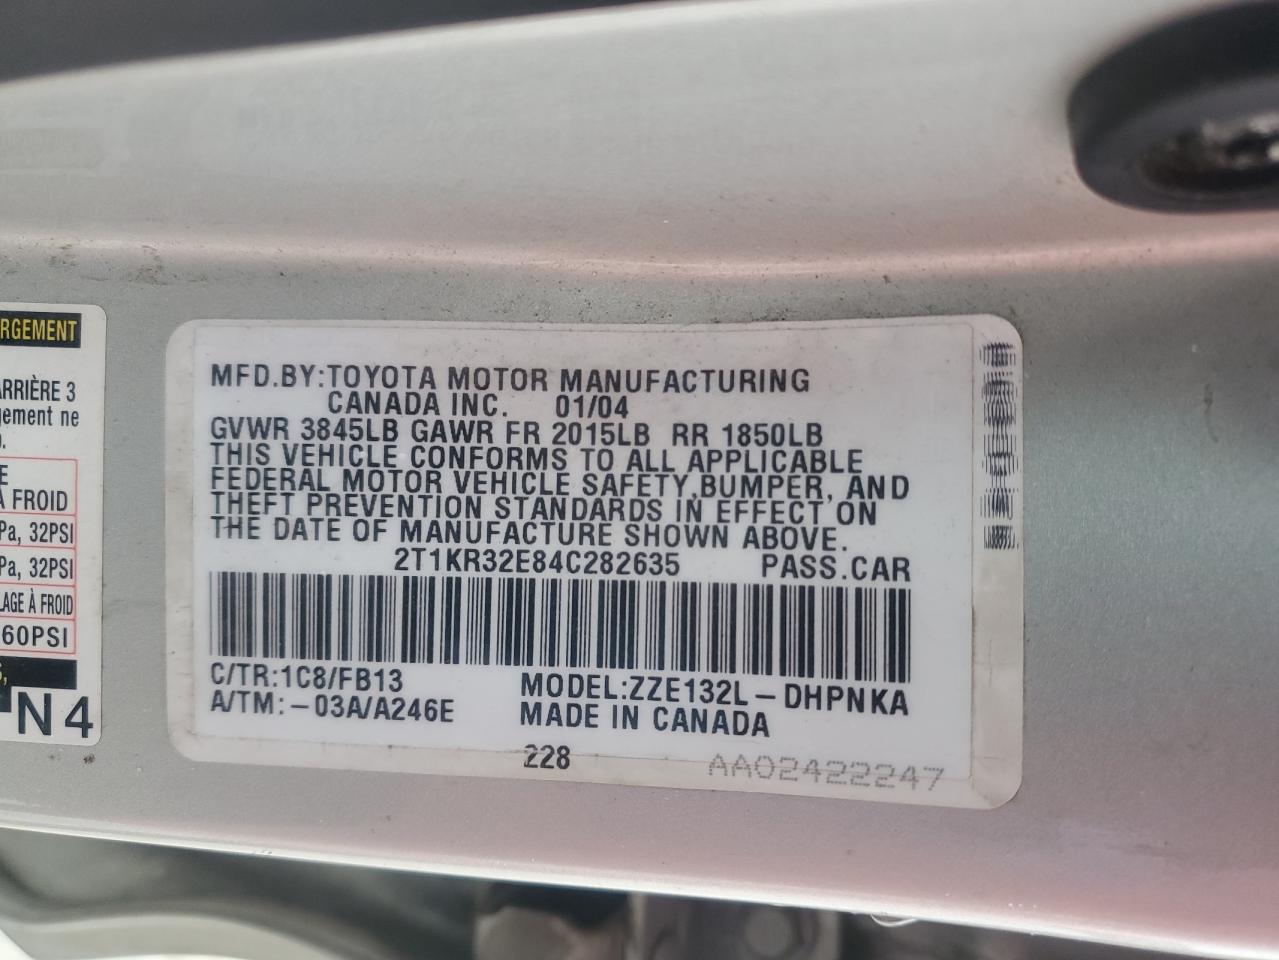 RGEMENT
ARRIÈRE 3
gement ne
À FROID
Pa, 32PSI
Pa, 32PSI
LAGE À FROID
60PSI
N4
MFD.BY:TOYOTA MOTOR MANUFACTURING
CANADA INC. 01/04
GVWR 3845LB GAWR FR 2015LB RR 1850LB
THIS VEHICLE CONFORMS TO ALL APPLICABLE
FEDERAL MOTOR VEHICLE SAFETY,BUMPER, AND
THEFT PREVENTION STANDARDS IN EFFECT ON
THE DATE OF MANUFACTURE SHOWN ABOVE.
2T1KR32E84C282635 PASS.CAR
C/TR:1C8/FB13
A/TM:-03A/A246E
MODEL:ZZE132L-DHPNKA
MADE IN CANADA
228
AA02422247